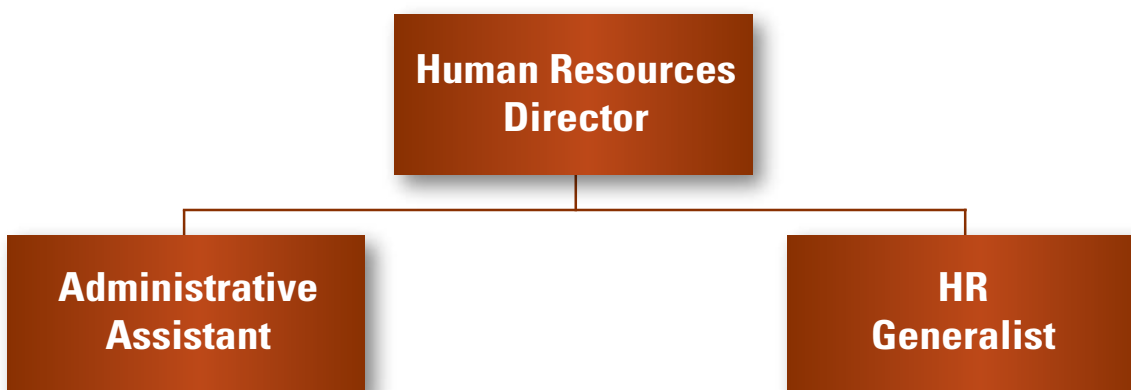 Human Resources
Director
Administrative
Assistant
HR
Generalist